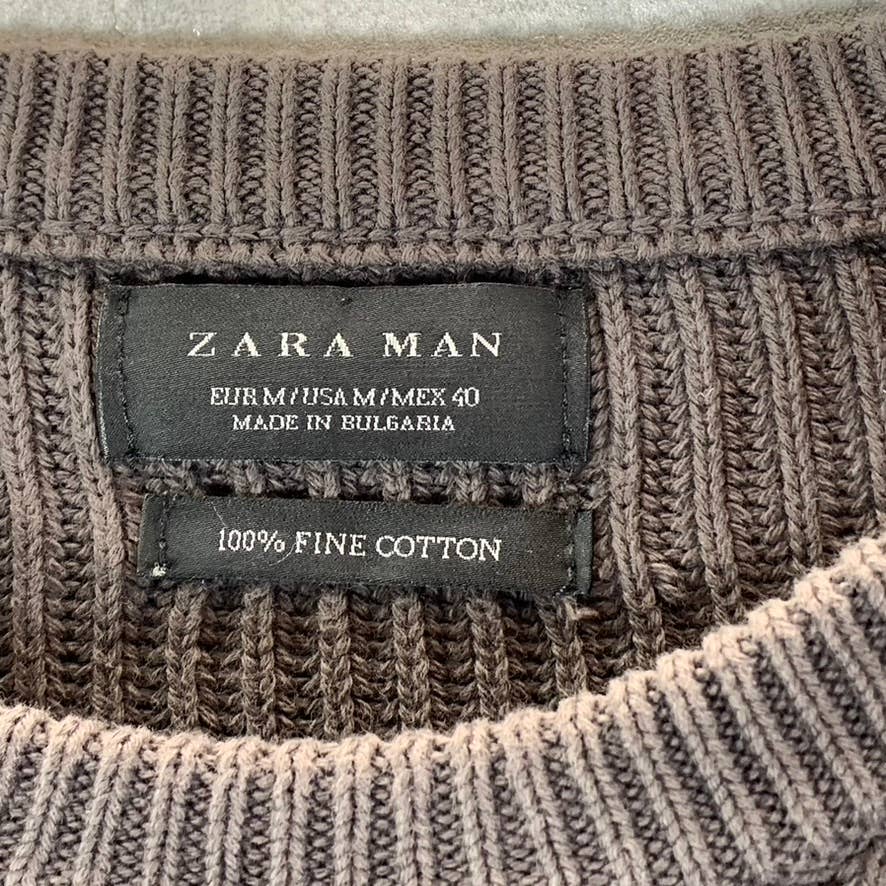 ZARA MAN
EUR M/USA M/MEX 40
MADE IN BULGARIA
100% FINE COTTON